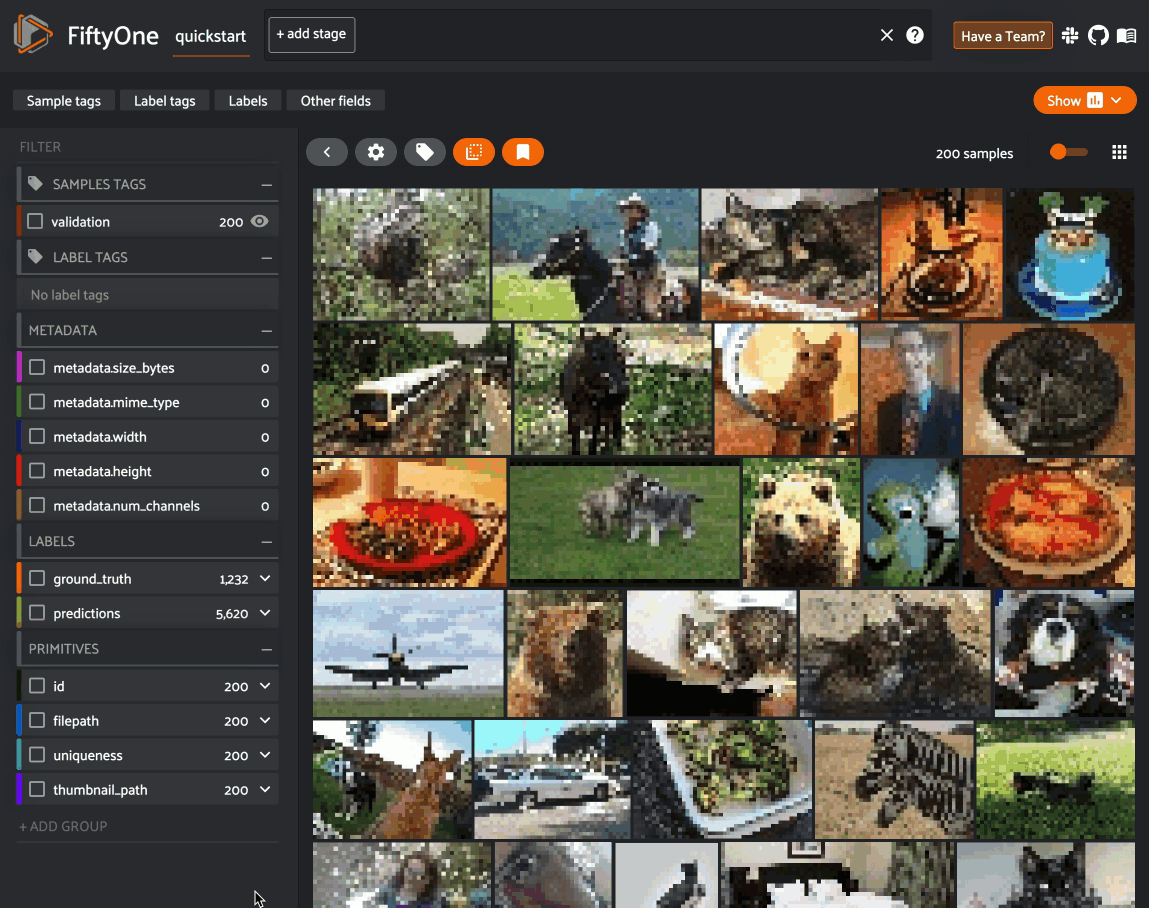 FiftyOne quickstart + add stage Have a Team?
Sample tags Label tags Labels Other fields Show
FILTER
200 samples
SAMPLES TAGS
validation 200
LABEL TAGS
No label tags
METADATA
metadata.size_bytes 0
metadata.mime_type 0
metadata.width 0
metadata.height 0
metadata.num_channels 0
LABELS
ground_truth 1,232
predictions 5,620
PRIMITIVES
id 200
filepath 200
uniqueness 200
thumbnail_path 200
+ ADD GROUP